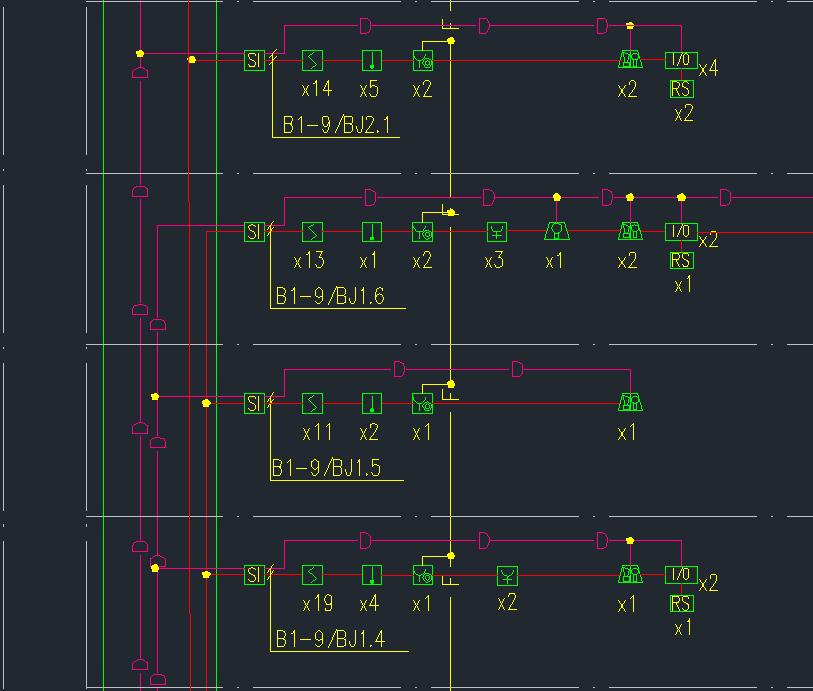 F
D D D
SI I/O x4
x14 x5 x2 x2 RS
x2
B1-9/BJ2.1
D D D D
F
SI I/O x2
x13 x1 x2 x3 x1 x2 RS
x1
B1-9/BJ1.6
D D
F
SI
x11 x2 x1 x1
B1-9/BJ1.5
D D D
F
SI I/O x2
x19 x4 x1 x2 x1 RS
x1
B1-9/BJ1.4